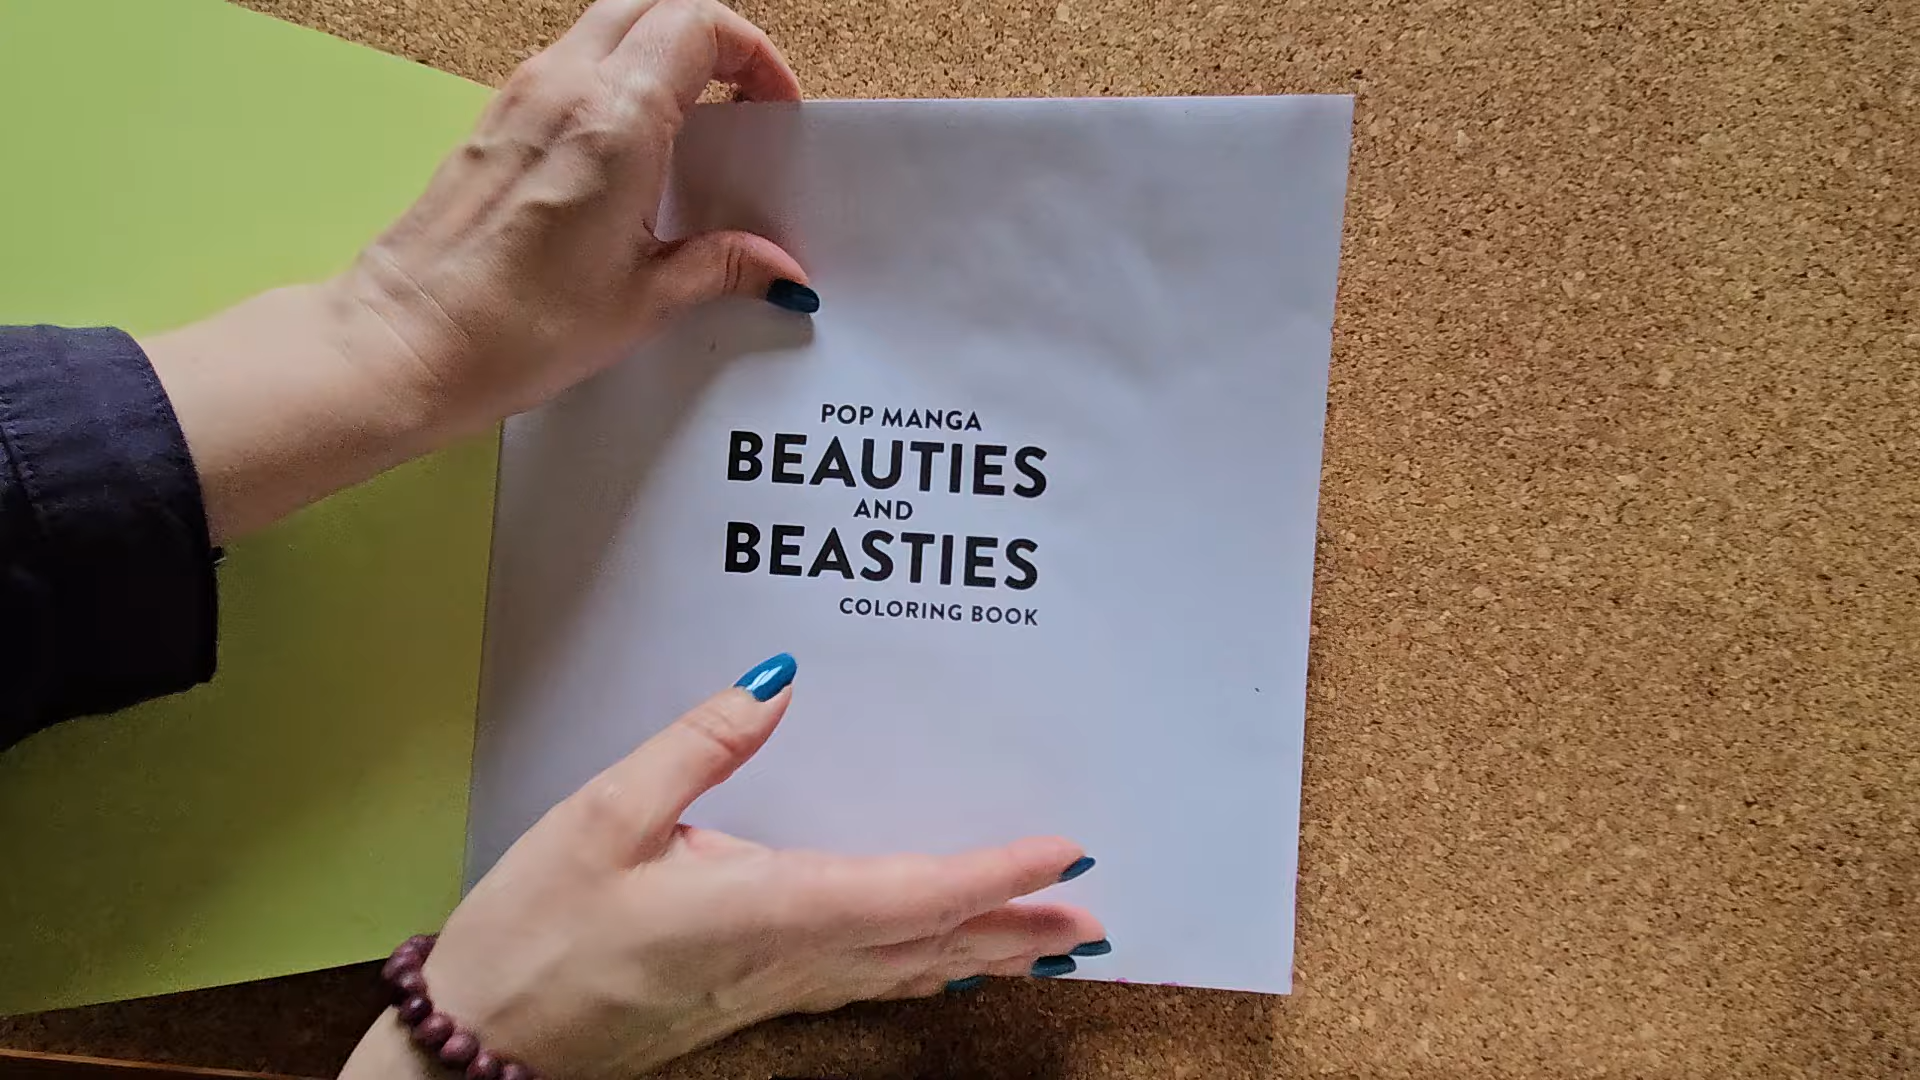 POP MANGA
BEAUTIES
AND
BEASTIES
COLORING BOOK